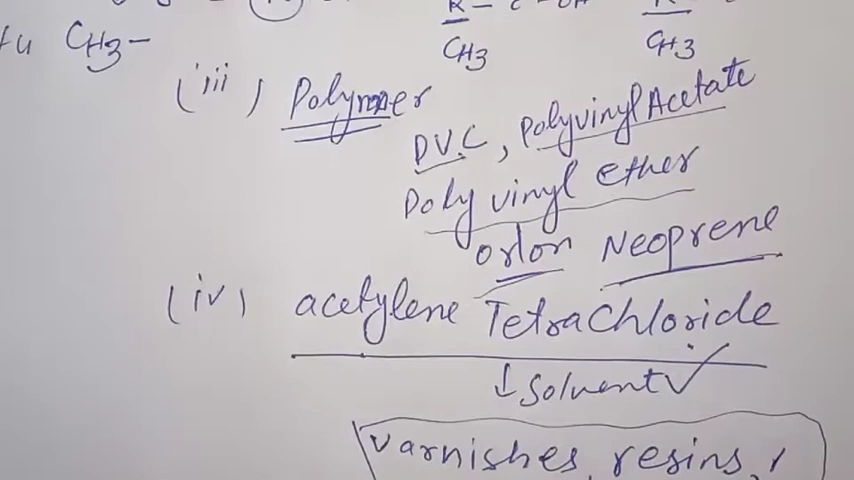 R - C - OH R
CH3- CH3 CH3
(iii) Polymer
PVC, Polyvinyl Acetate
Poly vinyl Ether
orlon Neoprene
(iv) acetylene TetraChloride
↓ Solvent ✓
varnishes, resins,